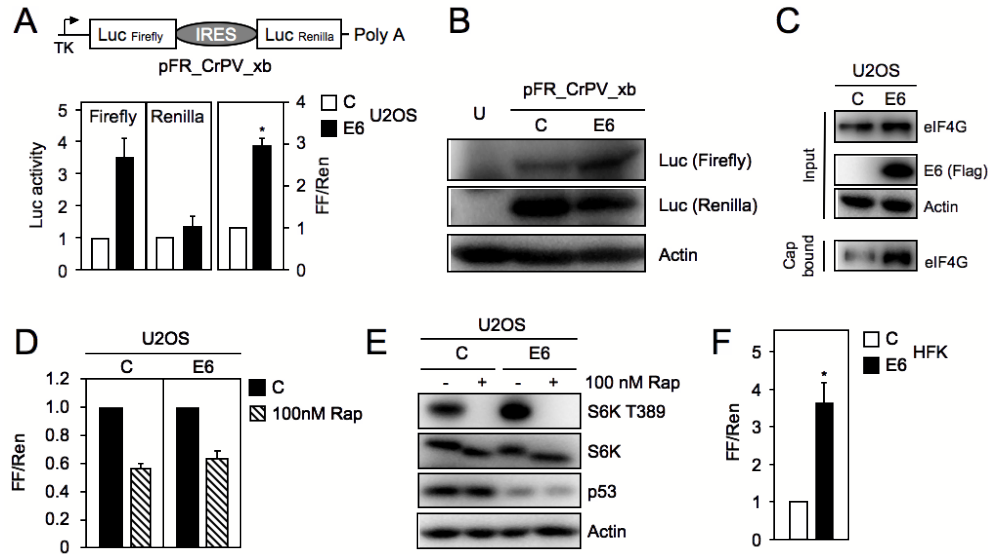 A
TK
Luc Firefly
IRES
Luc Renilla
Poly A
pFR_CrPV_xb
Luc activity
5
4
3
2
1
0
Firefly
Renilla
*
4
3
2
1
0
FF/Ren
C
E6
U2OS
B
pFR_CrPV_xb
U
C
E6
Luc (Firefly)
Luc (Renilla)
Actin
C
U2OS
C E6
Input
eIF4G
E6 (Flag)
Actin
Cap bound
eIF4G
D
U2OS
C
E6
FF/Ren
1.2
1.0
0.8
0.6
0.4
0.2
0
C
100nM Rap
E
U2OS
C E6
- + - + 100 nM Rap
S6K T389
S6K
p53
Actin
F
FF/Ren
5
4
3
2
1
0
*
C
E6
HFK